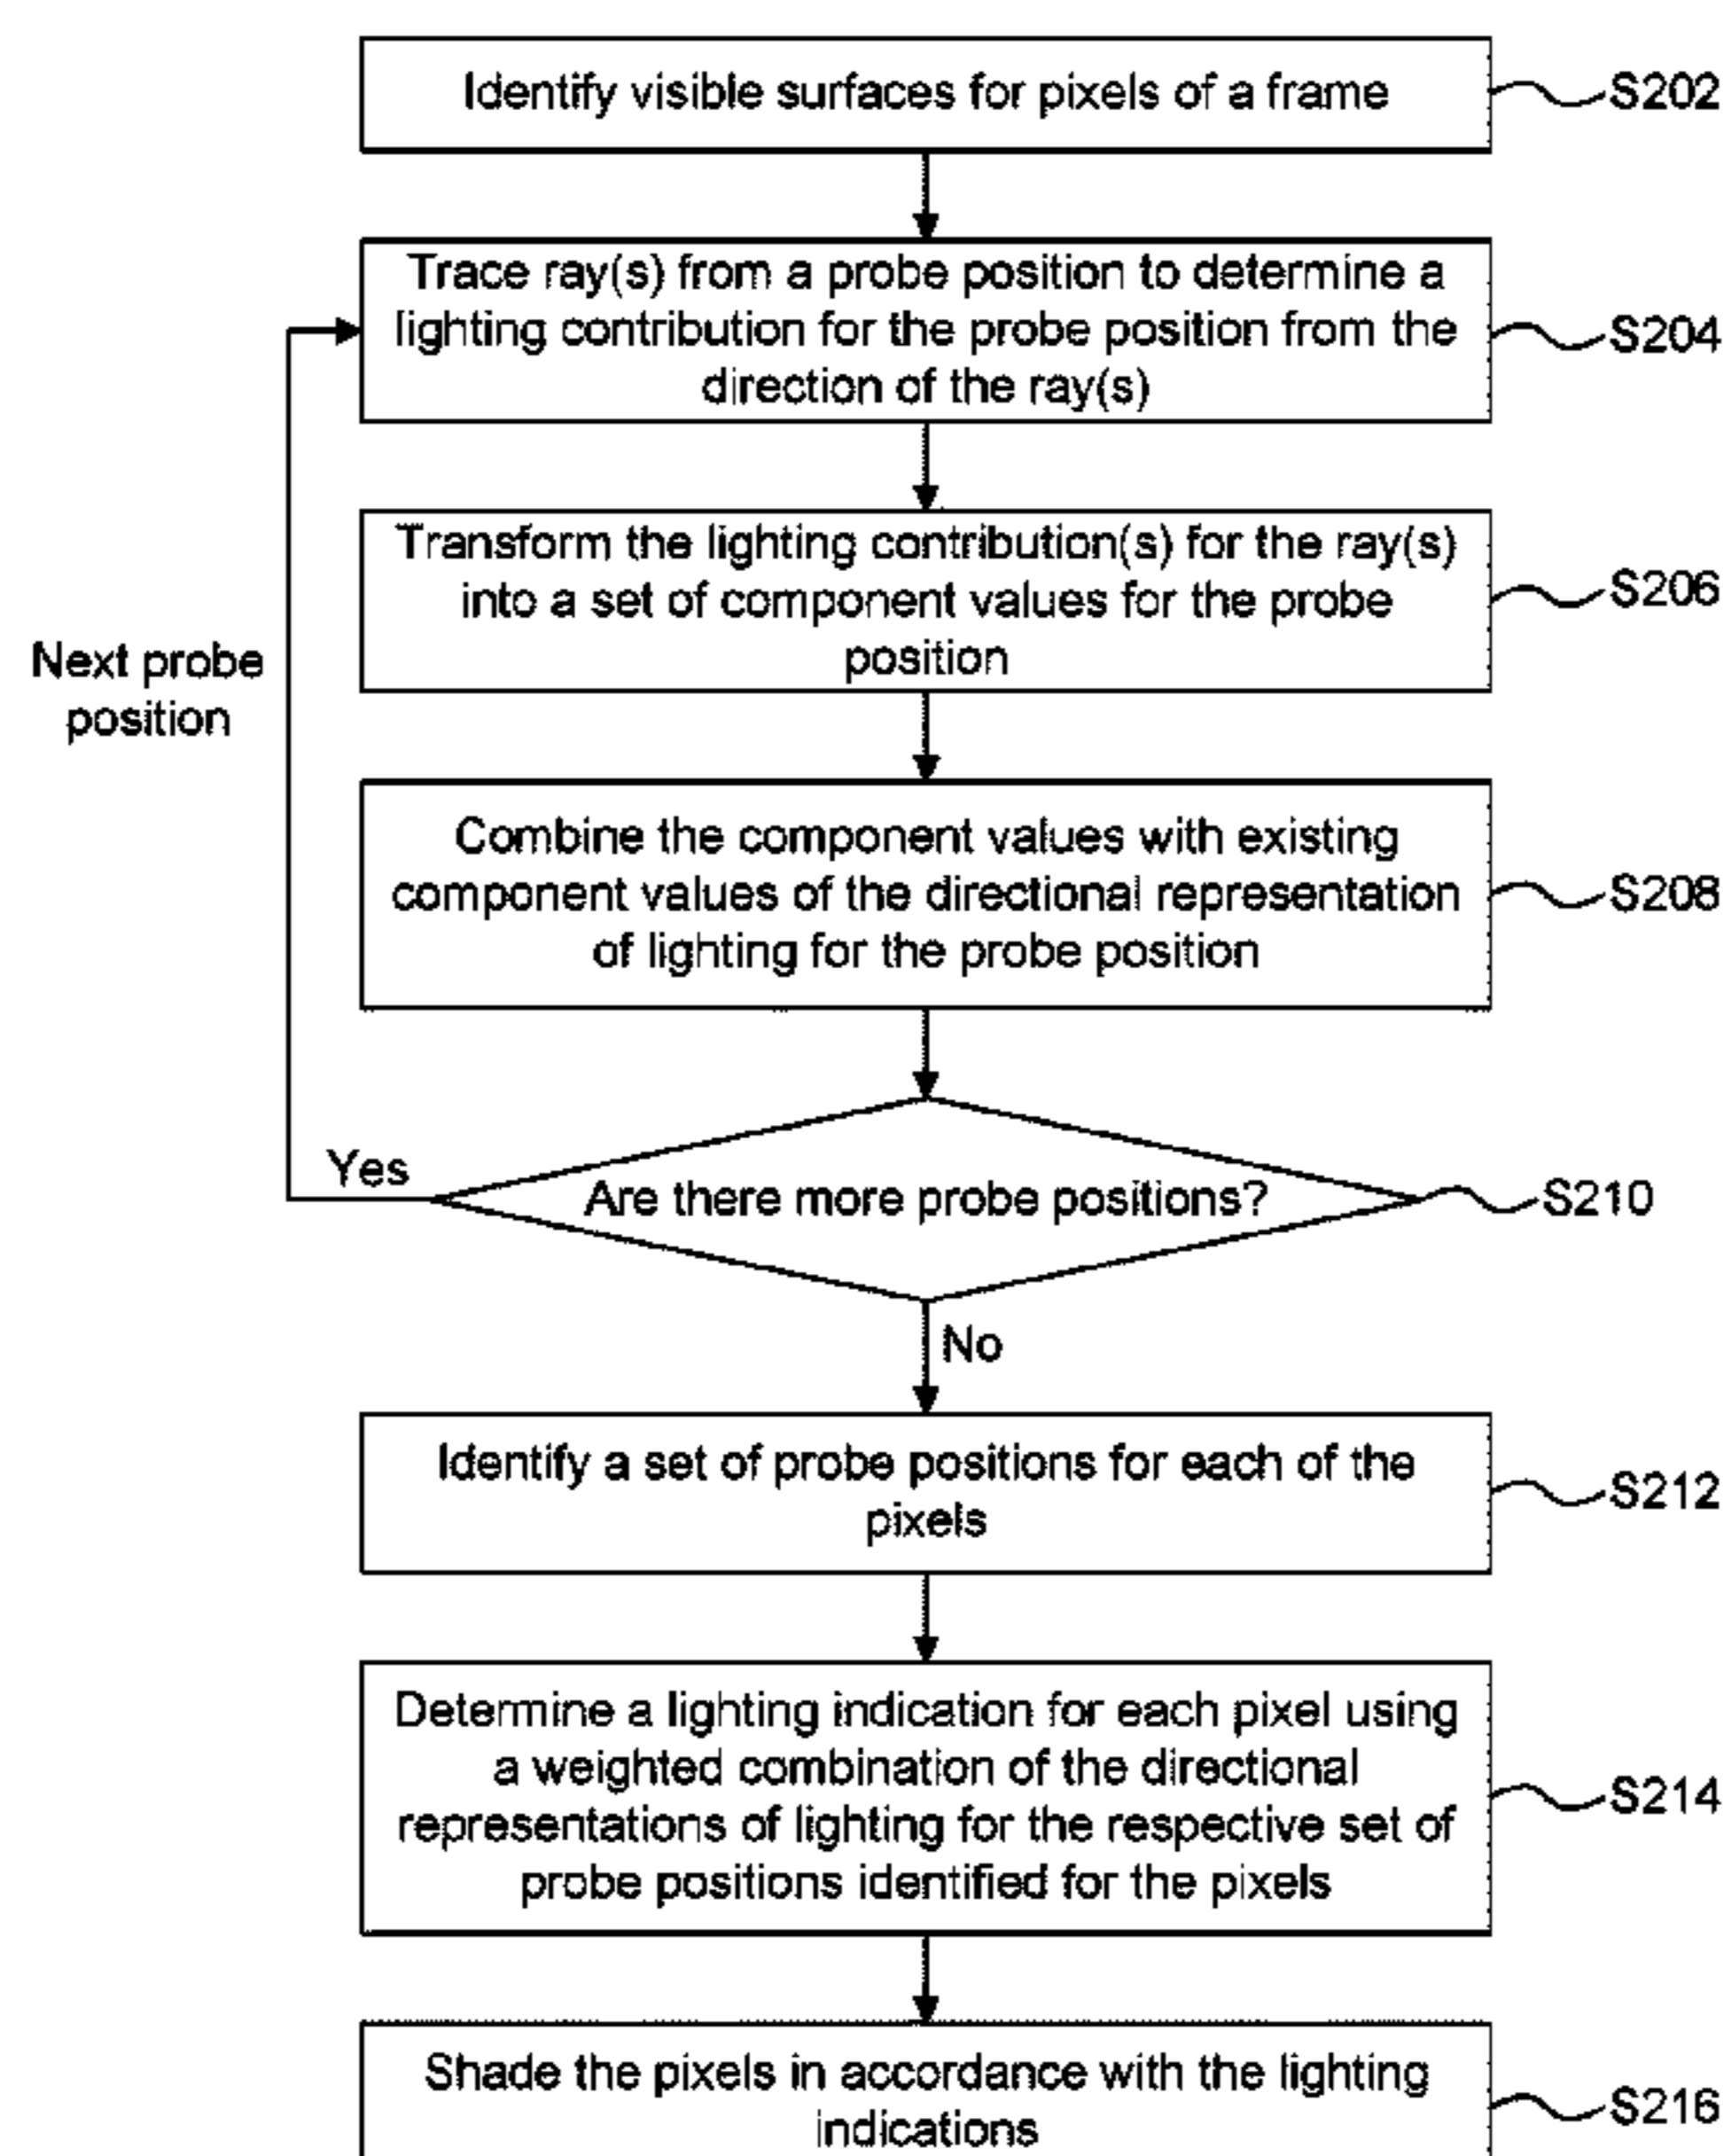 Identify visible surfaces for pixels of a frame
S202
Trace ray(s) from a probe position to determine a
lighting contribution for the probe position from the
direction of the ray(s)
S204
Transform the lighting contribution(s) for the ray(s)
into a set of component values for the probe
position
S206
Next probe
position
Combine the component values with existing
component values of the directional representation
of lighting for the probe position
S208
Yes
Are there more probe positions?
S210
No
Identify a set of probe positions for each of the
pixels
S212
Determine a lighting indication for each pixel using
a weighted combination of the directional
representations of lighting for the respective set of
probe positions identified for the pixels
S214
Shade the pixels in accordance with the lighting
indications
S216